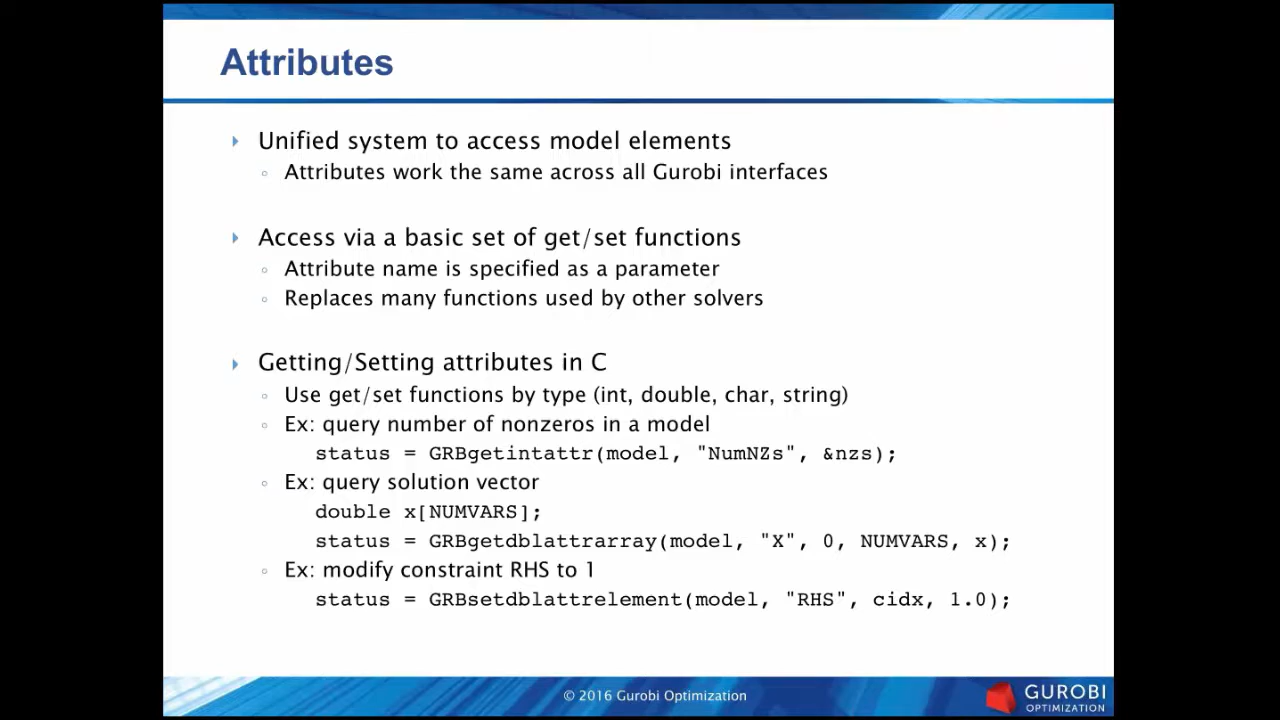 Attributes
Unified system to access model elements
Attributes work the same across all Gurobi interfaces
Access via a basic set of get/set functions
Attribute name is specified as a parameter
Replaces many functions used by other solvers
Getting/Setting attributes in C
Use get/set functions by type (int, double, char, string)
Ex: query number of nonzeros in a model
status = GRBgetintattr(model, "NumNZs", &nzs);
Ex: query solution vector
double x[NUMVARS];
status = GRBgetdblattrarray(model, "X", 0, NUMVARS, x);
Ex: modify constraint RHS to 1
status = GRBsetdblattrelement(model, "RHS", cidx, 1.0);
© 2016 Gurobi Optimization
GUROBI
OPTIMIZATION